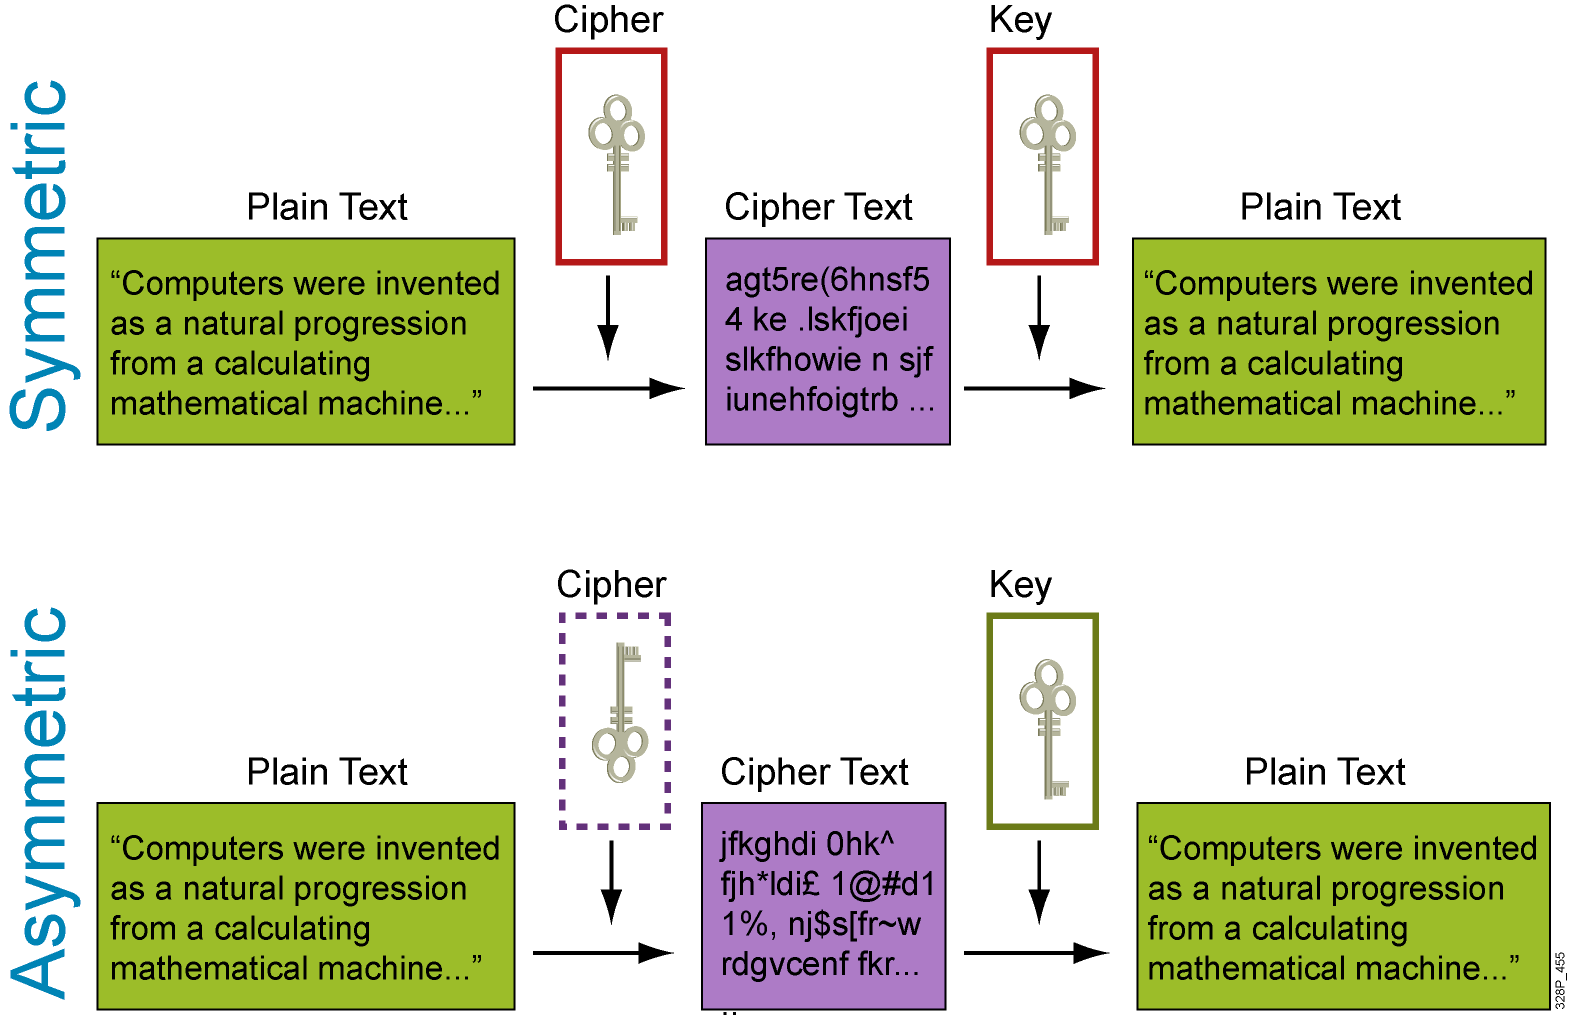 Symmetric
Cipher
Key
Plain Text
Cipher Text
Plain Text
“Computers were invented
as a natural progression
from a calculating
mathematical machine...”
agt5re(6hnsf5
4 ke .lskfjoei
slkfhowie n sjf
iunehfoigtrb ...
“Computers were invented
as a natural progression
from a calculating
mathematical machine...”
Asymmetric
Cipher
Key
Plain Text
Cipher Text
Plain Text
“Computers were invented
as a natural progression
from a calculating
mathematical machine...”
jfkghdi 0hk^
fjh*ldi£ 1@#d1
1%, nj$s[fr~w
rdgvcenf fkr...
“Computers were invented
as a natural progression
from a calculating
mathematical machine...”
328P_455